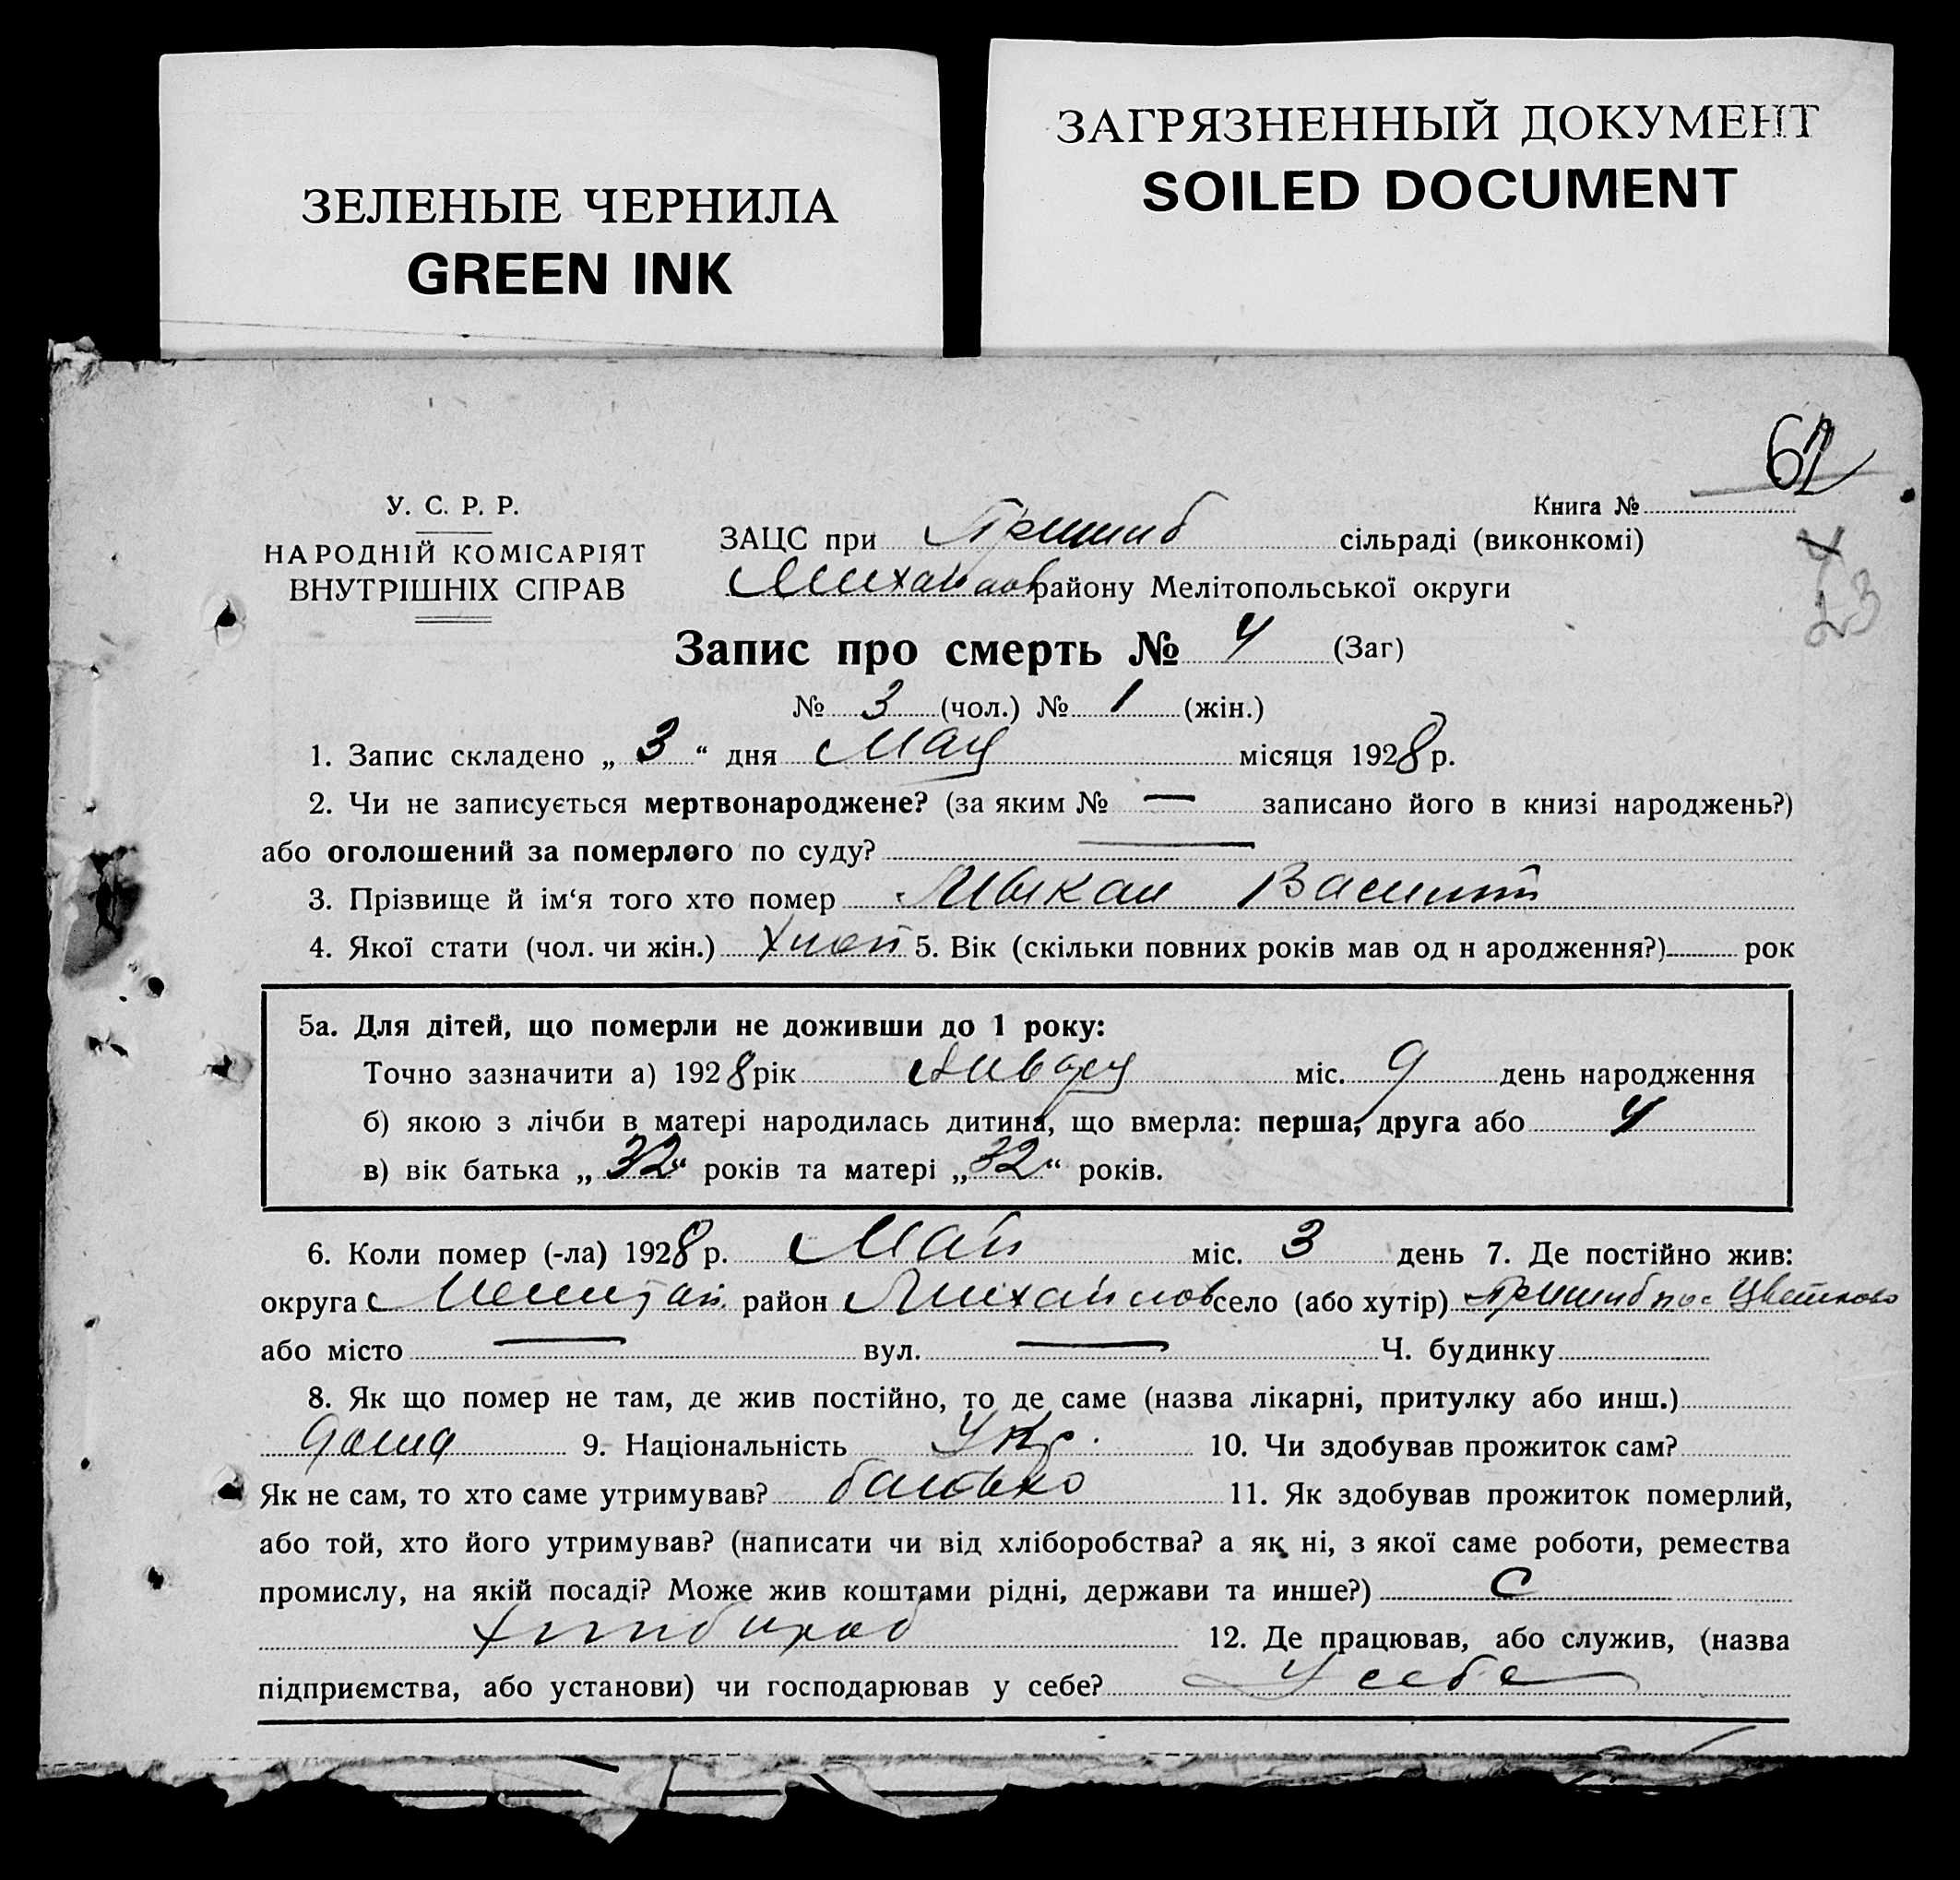 ЗЕЛЕНЫЕ ЧЕРНИЛА
GREEN INK
ЗАГРЯЗНЕННЫЙ ДОКУМЕНТ
SOILED DOCUMENT
У. С. Р. Р.
НАРОДНІЙ КОМІСАРІЯТ
ВНУТРІШНІХ СПРАВ
Книга №
ЗАЦС при Пришиб сільраді (виконкомі)
Михайлов району Мелітопольської округи
Запис про смерть № 4 (Заг)
№ 3 (чол.) № 1 (жін.)
1. Запис складено „ 3 “ дня Мая місяця 1928 р.
2. Чи не записується мертвонароджене? (за яким № — записано його в книзі народжень?)
або оголошений за померлого по суду? —
3. Прізвище й ім‘я того хто помер
4. Якої стати (чол. чи жін.) 5. Вік (скільки повних років мав од н ародження?) рок
5а. Для дітей, що померли не доживши до 1 року:
Точно зазначити а) 1928 рік Января міс. 9 день народження
б) якою з лічби в матері народилась дитина, що вмерла: перша, друга або 4
в) вік батька „ 32 “ років та матері „ 32 “ років.
6. Коли помер (-ла) 1928 р. Май міс. 3 день 7. Де постійно жив:
округа район Михайлов село (або хутір) Пришиб пос Цветково
або місто — вул. — Ч. будинку
8. Як що помер не там, де жив постійно, то де саме (назва лікарні, притулку або инш.)
дома 9. Національність Укр. 10. Чи здобував прожиток сам?
Як не сам, то хто саме утримував? батько 11. Як здобував прожиток померлий,
або той, хто його утримував? (написати чи від хліборобства? а як ні, з якої саме роботи, ремества
промислу, на якій посаді? Може жив коштами рідні, держави та инше?) С
хлибороб 12. Де працював, або служив, (назва
підприємства, або установи) чи господарював у себе? У себе